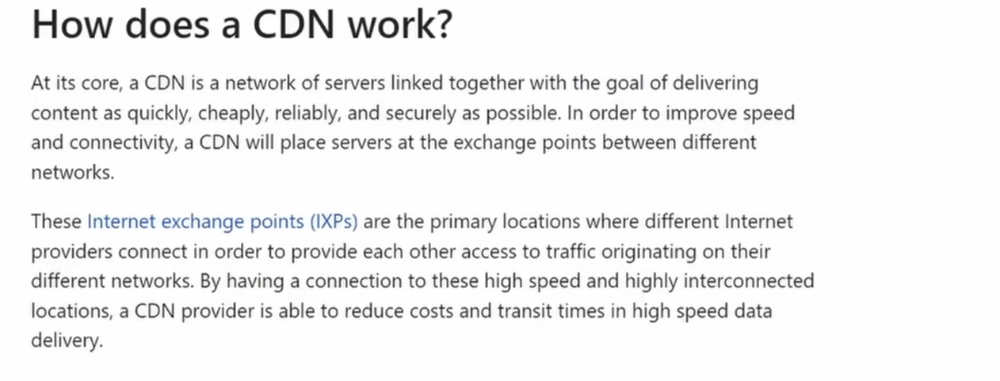 How does a CDN work?
At its core, a CDN is a network of servers linked together with the goal of delivering
content as quickly, cheaply, reliably, and securely as possible. In order to improve speed
and connectivity, a CDN will place servers at the exchange points between different
networks.
These Internet exchange points (IXPs) are the primary locations where different Internet
providers connect in order to provide each other access to traffic originating on their
different networks. By having a connection to these high speed and highly interconnected
locations, a CDN provider is able to reduce costs and transit times in high speed data
delivery.